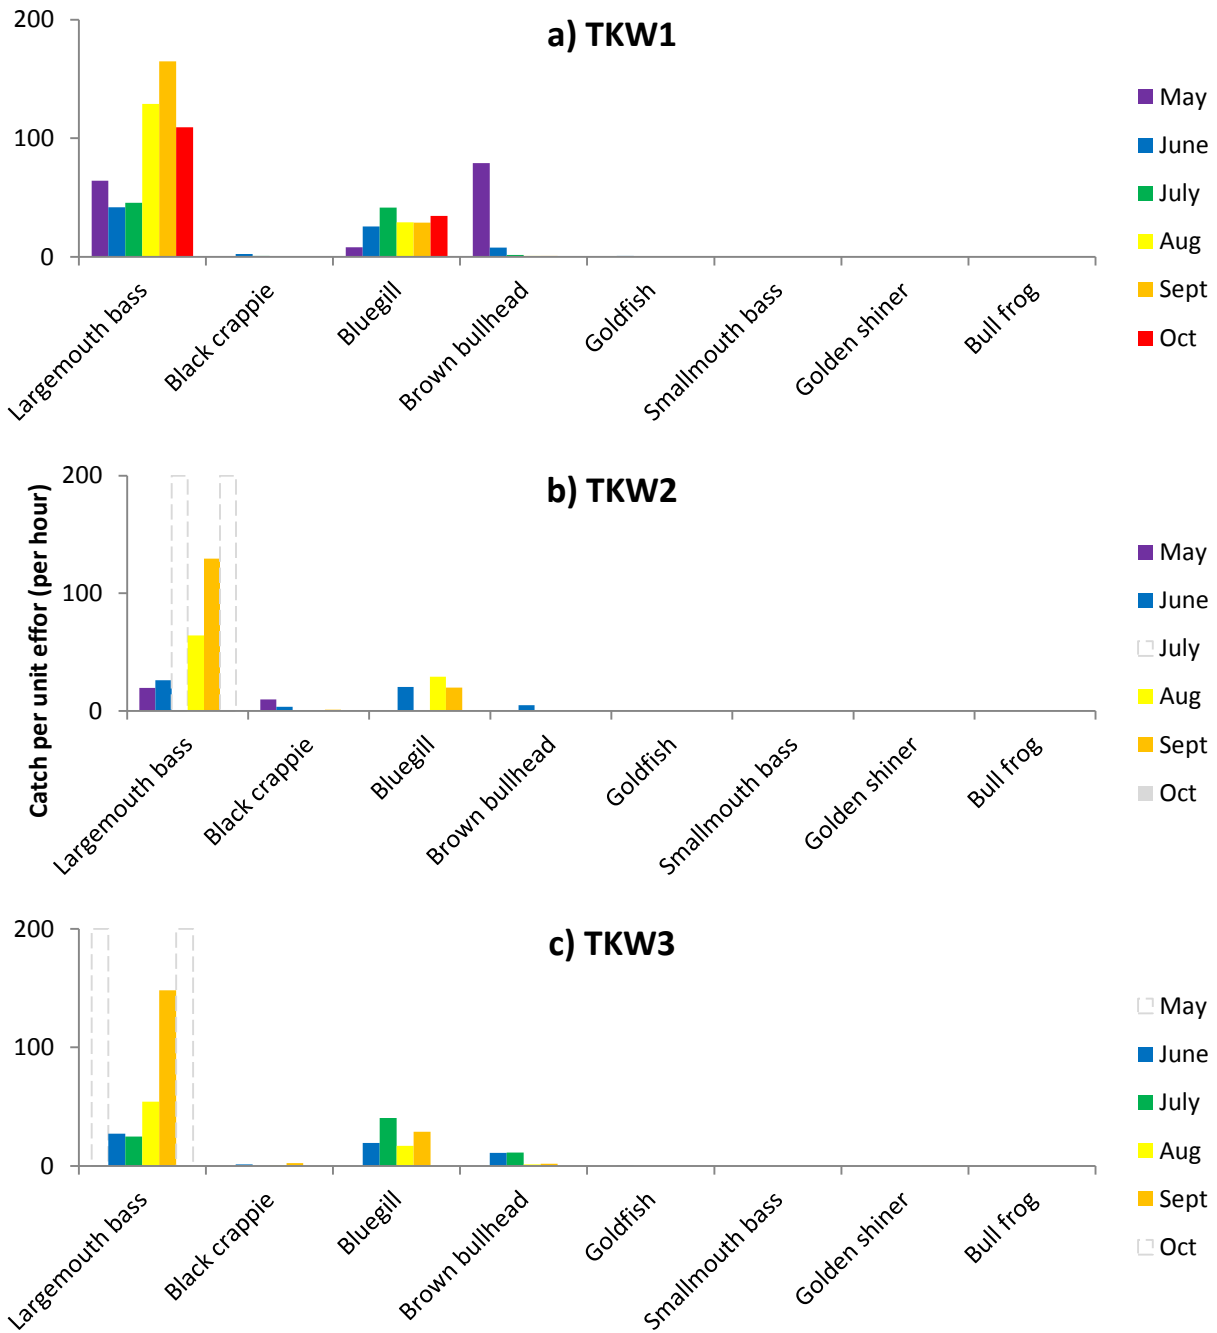 a) TKW1
200
100
0
Largemouth bass
Black crappie
Bluegill
Brown bullhead
Goldfish
Smallmouth bass
Golden shiner
Bull frog
May
June
July
Aug
Sept
Oct
Catch per unit effor (per hour)
b) TKW2
200
100
0
Largemouth bass
Black crappie
Bluegill
Brown bullhead
Goldfish
Smallmouth bass
Golden shiner
Bull frog
May
June
July
Aug
Sept
Oct
c) TKW3
200
100
0
Largemouth bass
Black crappie
Bluegill
Brown bullhead
Goldfish
Smallmouth bass
Golden shiner
Bull frog
May
June
July
Aug
Sept
Oct